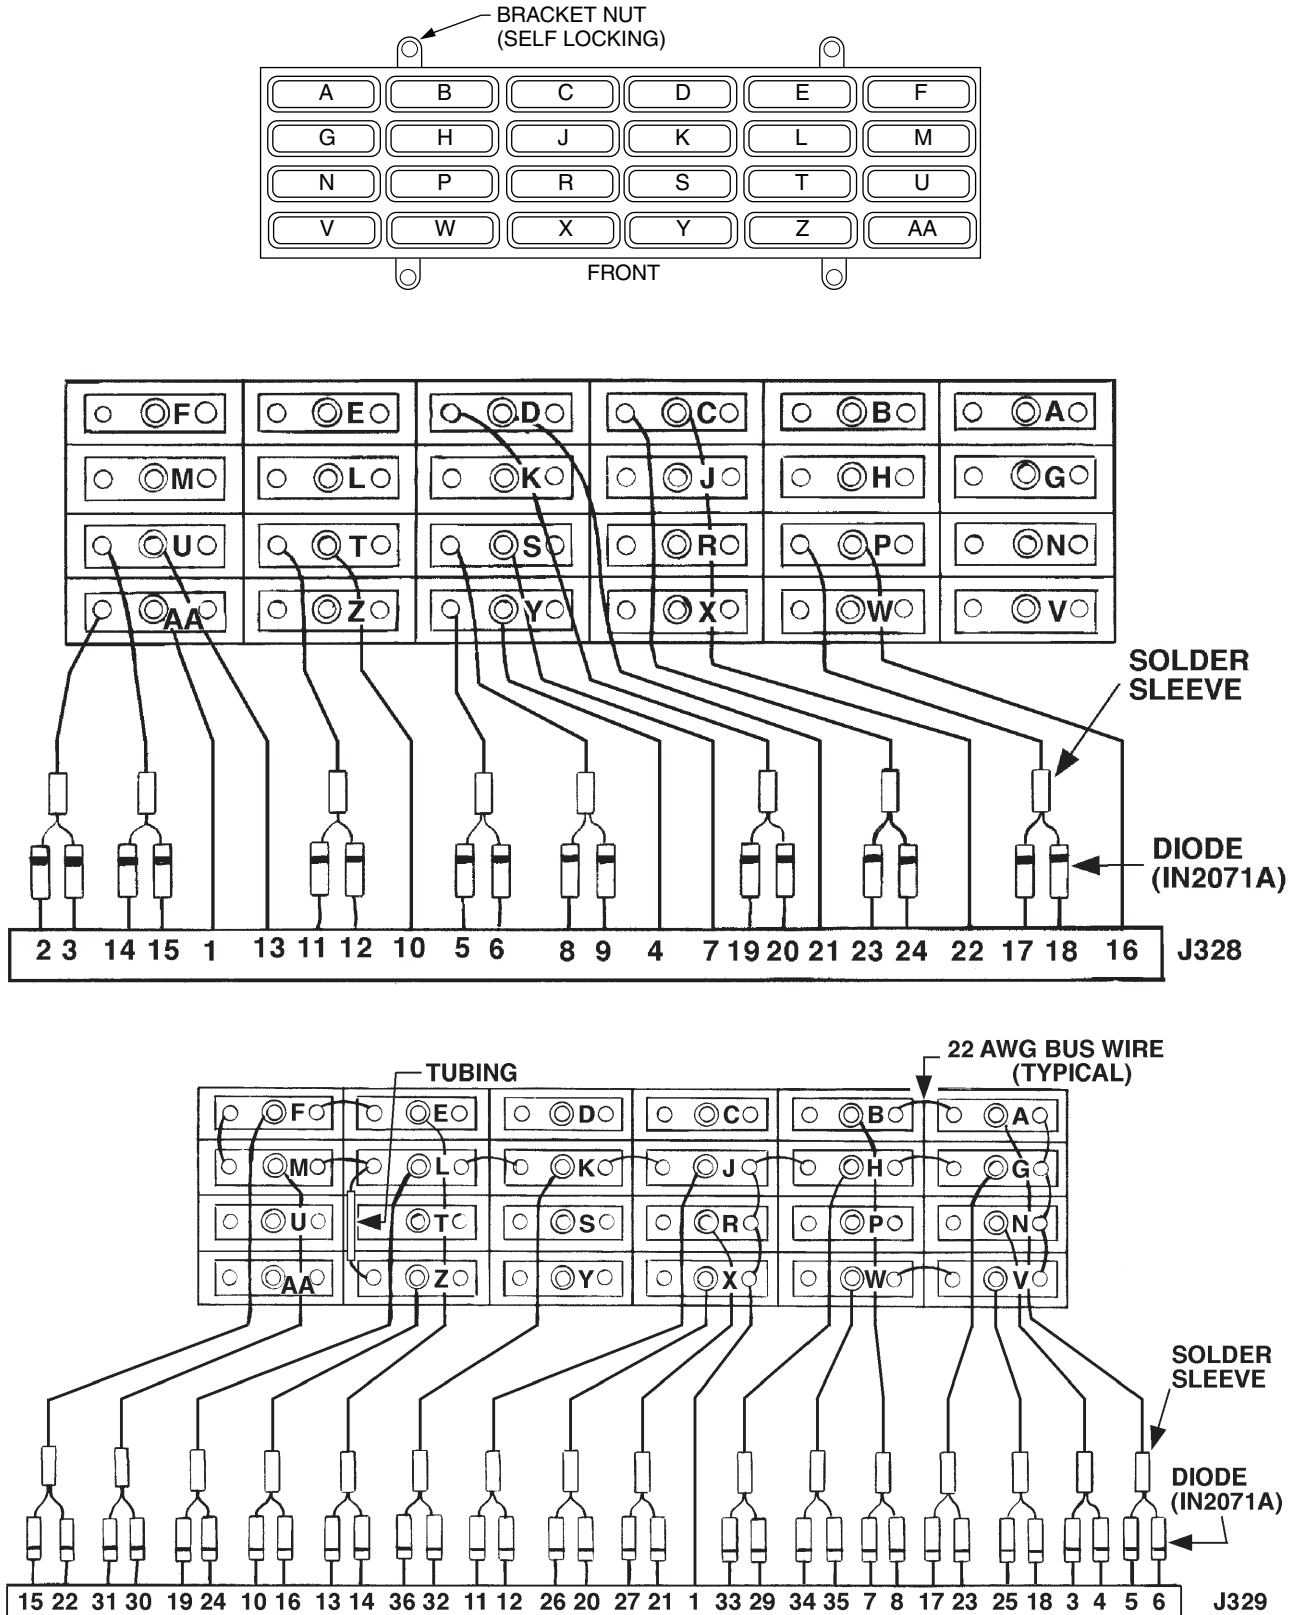 BRACKET NUT
(SELF LOCKING)
A B C D E F
G H J K L M
N P R S T U
V W X Y Z AA
FRONT
F E D C B A
M L K J H G
U T S R P N
AA Z Y X W V
SOLDER
SLEEVE
DIODE
(IN2071A)
2 3 14 15 1 13 11 12 10 5 6 8 9 4 7 19 20 21 23 24 22 17 18 16 J328
22 AWG BUS WIRE
(TYPICAL)
TUBING
F E D C B A
M L K J H G
U T S R P N
AA Z Y X W V
SOLDER
SLEEVE
DIODE
(IN2071A)
15 22 31 30 19 24 10 16 13 14 36 32 11 12 26 20 27 21 1 33 29 34 35 7 8 17 23 25 18 3 4 5 6 J329